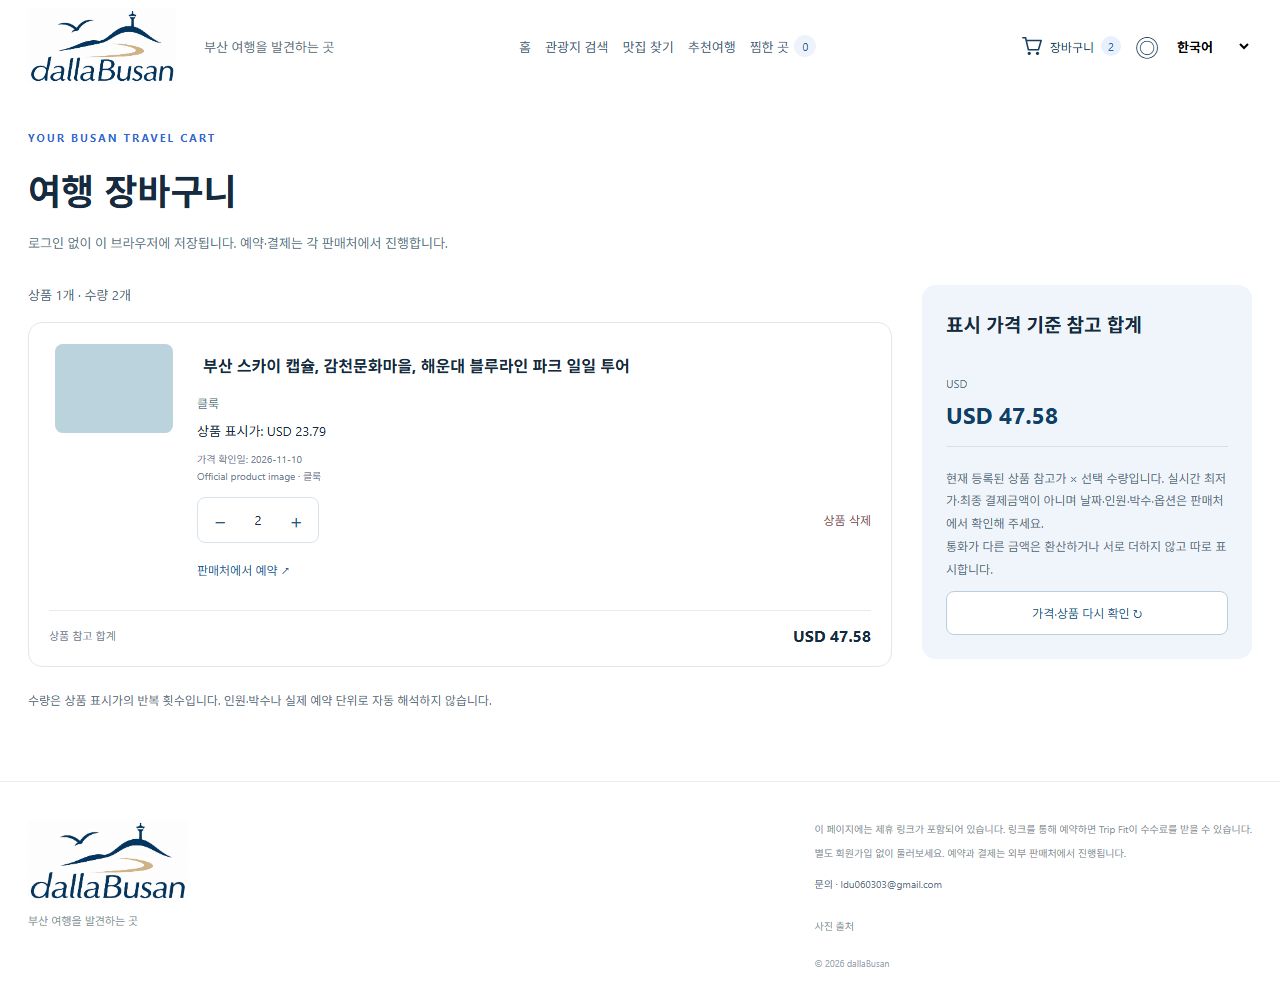 dallaBusan
부산 여행을 발견하는 곳
홈 관광지 검색 맛집 찾기 추천여행 찜한 곳 0
장바구니 2
한국어
YOUR BUSAN TRAVEL CART
여행 장바구니
로그인 없이 이 브라우저에 저장됩니다. 예약·결제는 각 판매처에서 진행합니다.
상품 1개 · 수량 2개
부산 스카이 캡슐, 감천문화마을, 해운대 블루라인 파크 일일 투어
클룩
상품 표시가: USD 23.79
가격 확인일: 2026-11-10
Official product image · 클룩
− 2 +
상품 삭제
판매처에서 예약 ↗
상품 참고 합계
USD 47.58
수량은 상품 표시가의 반복 횟수입니다. 인원·박수나 실제 예약 단위로 자동 해석하지 않습니다.
표시 가격 기준 참고 합계
USD
USD 47.58
현재 등록된 상품 참고가 × 선택 수량입니다. 실시간 최저
가·최종 결제금액이 아니며 날짜·인원·박수·옵션은 판매처
에서 확인해 주세요.
통화가 다른 금액은 환산하거나 서로 더하지 않고 따로 표
시합니다.
가격·상품 다시 확인 ↻
dallaBusan
부산 여행을 발견하는 곳
이 페이지에는 제휴 링크가 포함되어 있습니다. 링크를 통해 예약하면 Trip Fit이 수수료를 받을 수 있습니다.
별도 회원가입 없이 둘러보세요. 예약과 결제는 외부 판매처에서 진행됩니다.
문의 · ldu060303@gmail.com
사진 출처
© 2026 dallaBusan